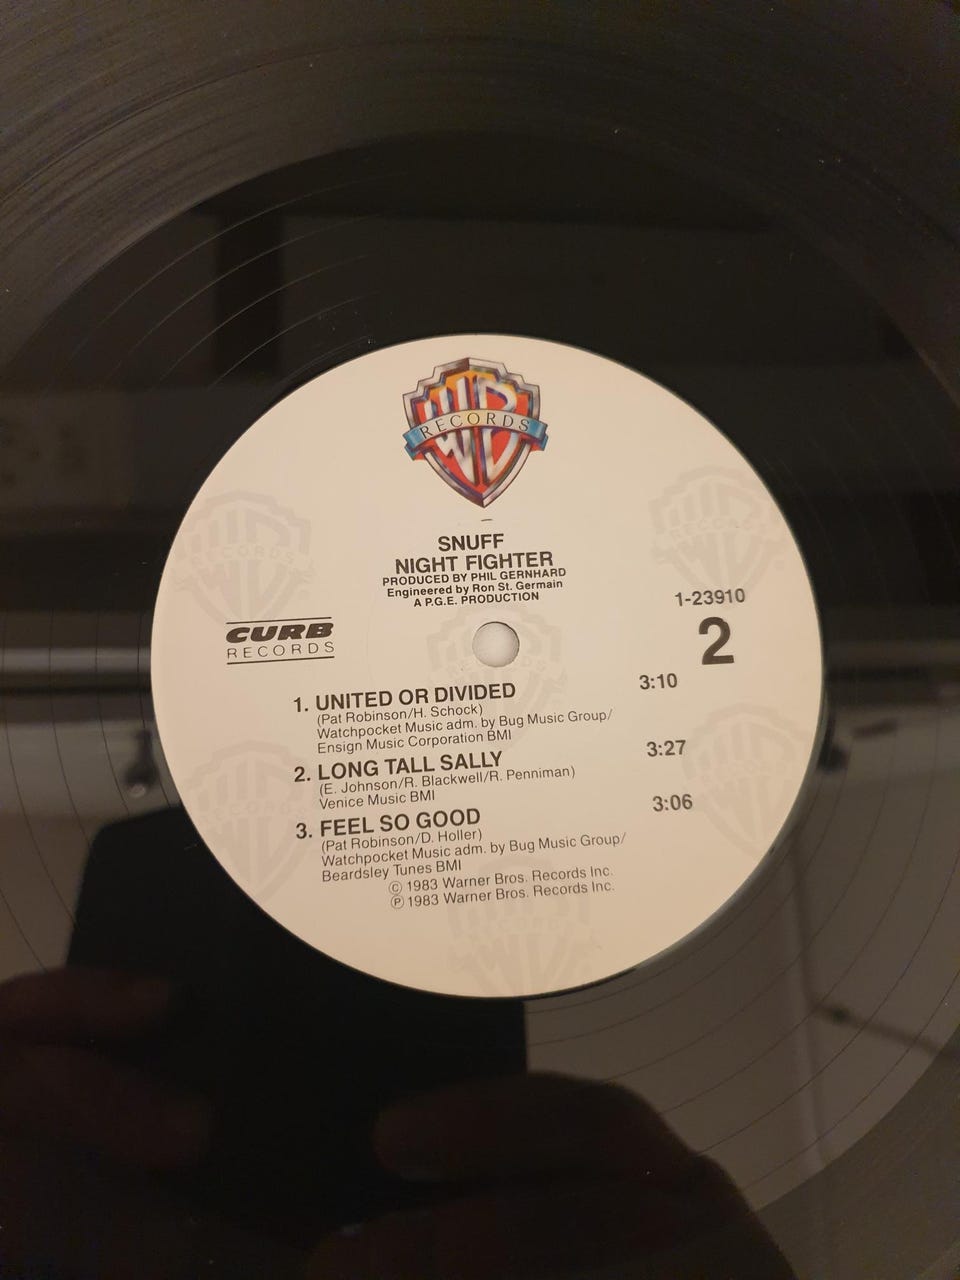 WB
RECORDS
SNUFF
NIGHT FIGHTER
PRODUCED BY PHIL GERNHARD
Engineered by Ron St. Germain
A P.G.E. PRODUCTION
CURB
RECORDS
1-23910
2
1. UNITED OR DIVIDED 3:10
(Pat Robinson/H. Schock)
Watchpocket Music adm. by Bug Music Group/
Ensign Music Corporation BMI
2. LONG TALL SALLY 3:27
(E. Johnson/R. Blackwell/R. Penniman)
Venice Music BMI
3. FEEL SO GOOD 3:06
(Pat Robinson/D. Holler)
Watchpocket Music adm. by Bug Music Group/
Beardsley Tunes BMI
© 1983 Warner Bros. Records Inc.
℗ 1983 Warner Bros. Records Inc.